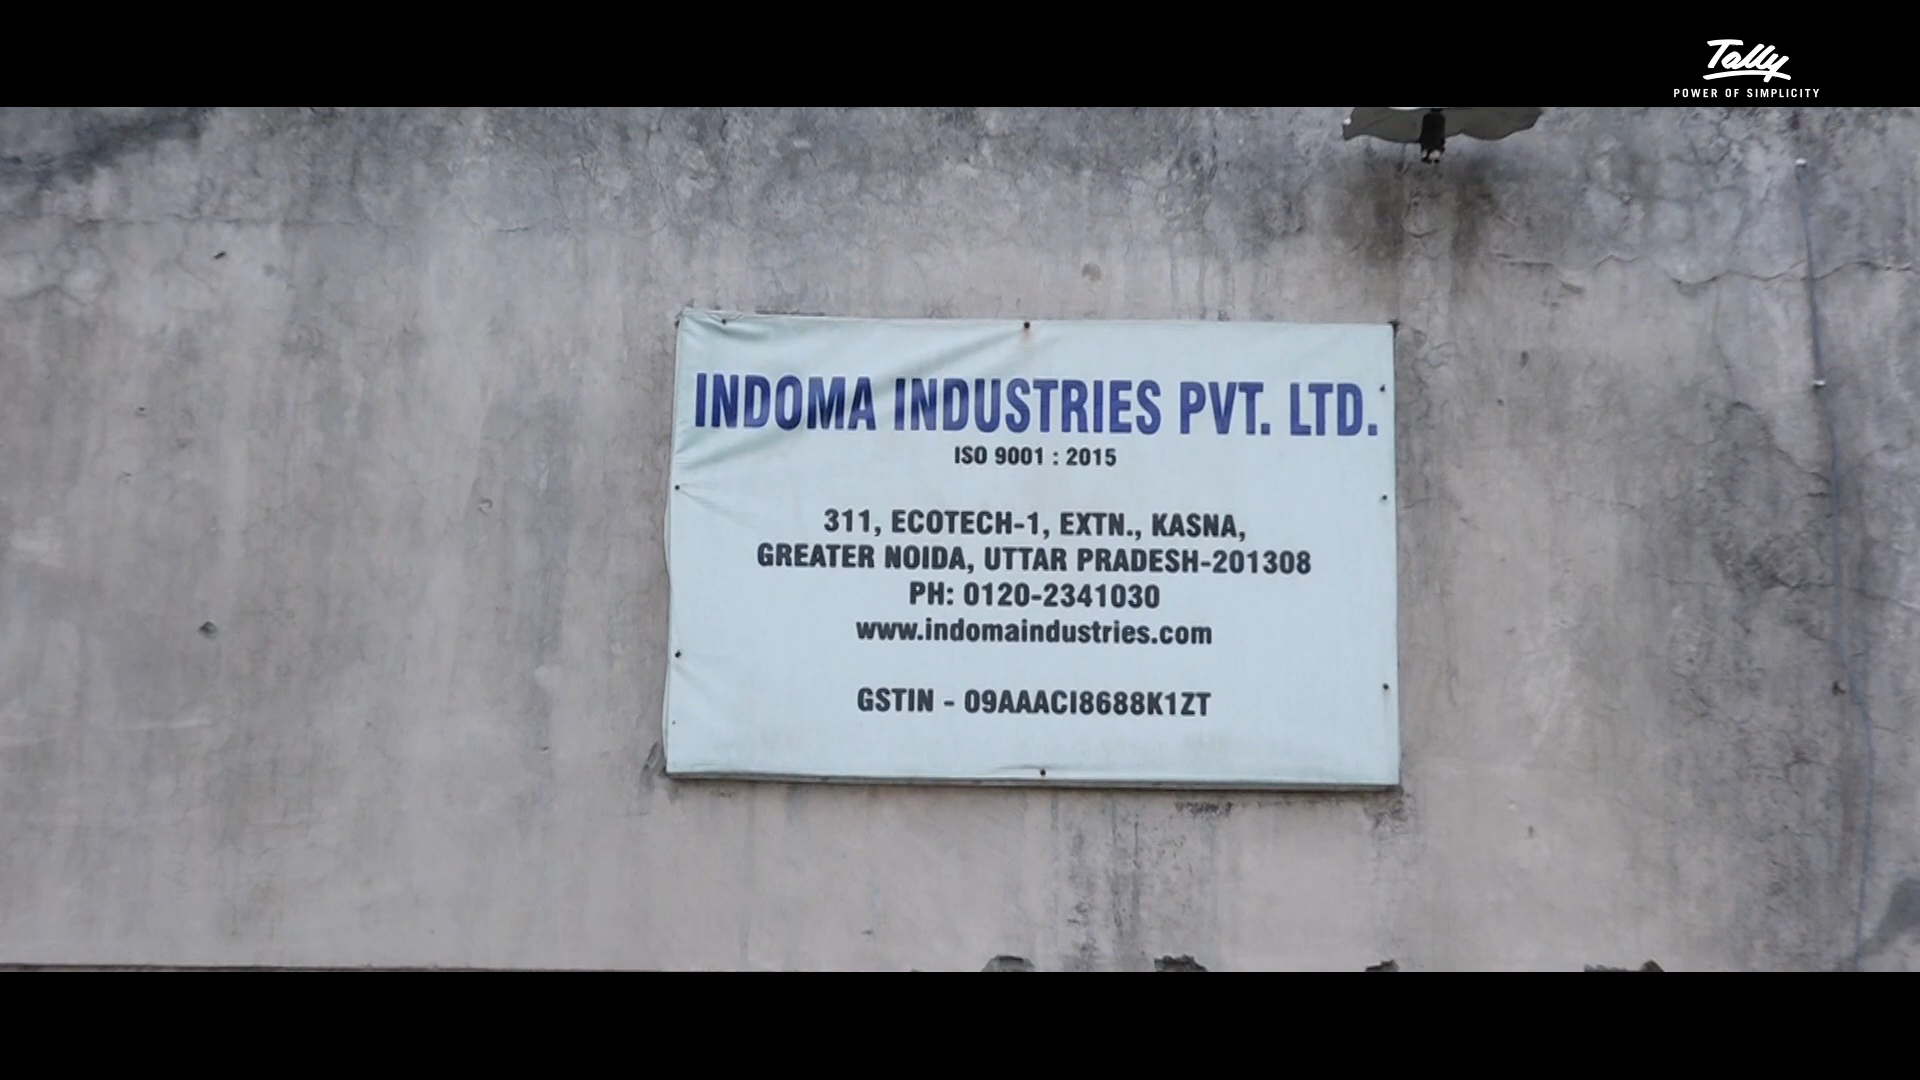 Tally
POWER OF SIMPLICITY
INDOMA INDUSTRIES PVT. LTD.
ISO 9001 : 2015
311, ECOTECH-1, EXTN., KASNA,
GREATER NOIDA, UTTAR PRADESH-201308
PH: 0120-2341030
www.indomaindustries.com
GSTIN - 09AAACI8688K1ZT